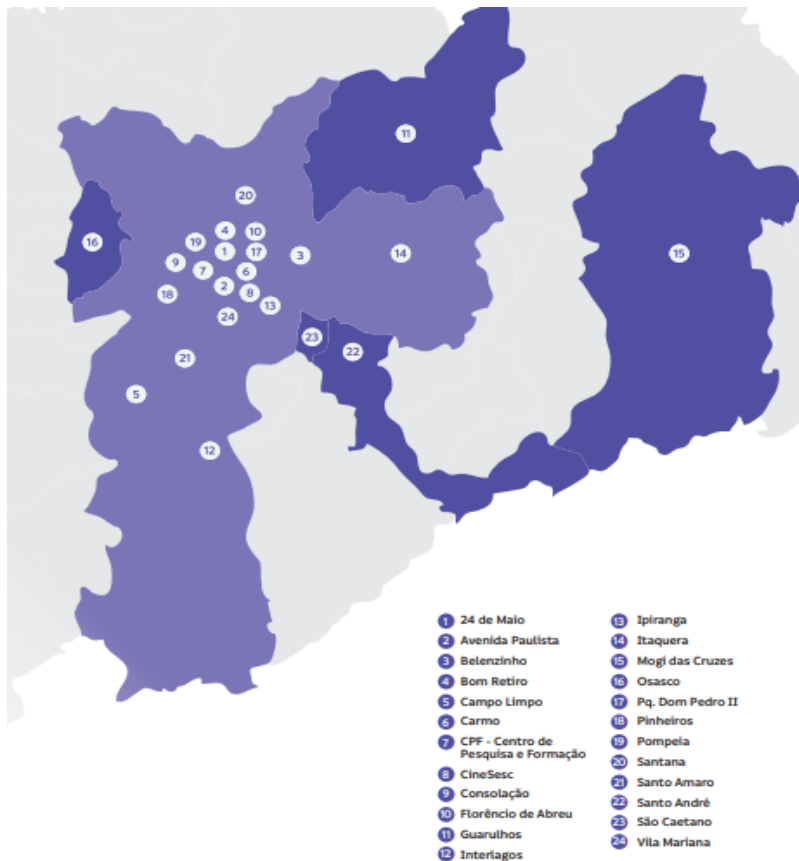 11
20
16
4
10
19
1
17
3
14
15
9
7
6
2
8
18
13
24
23
22
21
5
12
1 24 de Maio
2 Avenida Paulista
3 Belenzinho
4 Bom Retiro
5 Campo Limpo
6 Carmo
7 CPF - Centro de
Pesquisa e Formação
8 CineSesc
9 Consolação
10 Florêncio de Abreu
11 Guarulhos
12 Interlagos
13 Ipiranga
14 Itaquera
15 Mogi das Cruzes
16 Osasco
17 Pq. Dom Pedro II
18 Pinheiros
19 Pompeia
20 Santana
21 Santo Amaro
22 Santo André
23 São Caetano
24 Vila Mariana